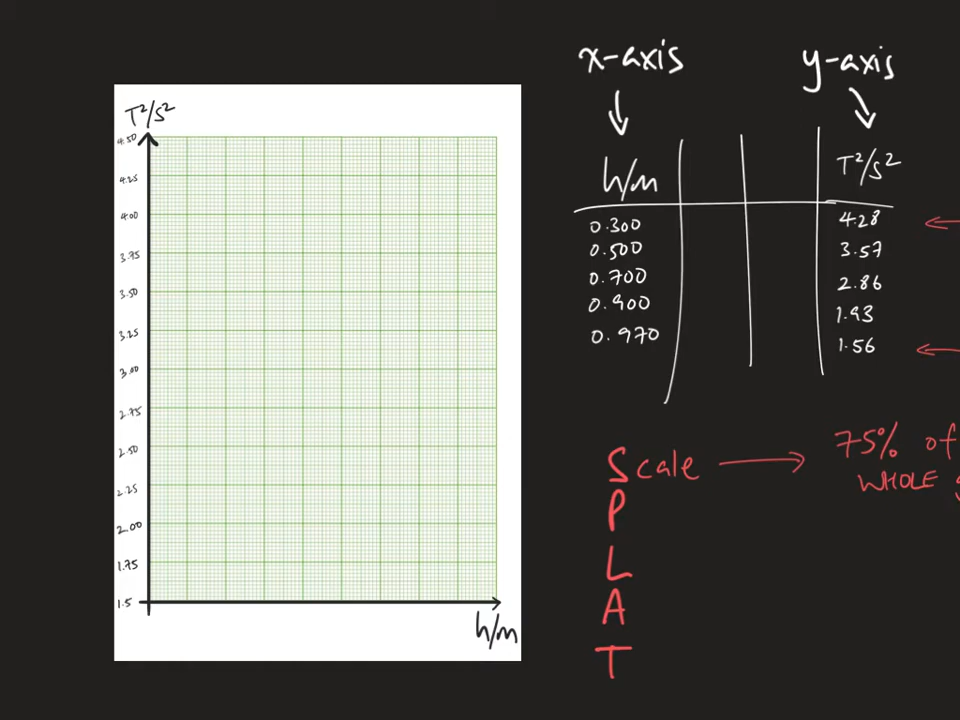 T²/s²
4.50
4.25
4.00
3.75
3.50
3.25
3.00
2.75
2.50
2.25
2.00
1.75
1.5
h/m
x-axis y-axis
h/m T²/s²
0.300 4.28
0.500 3.57
0.700 2.86
0.900 1.93
0.970 1.56
Scale 75% of
WHOLE
P
L
A
T